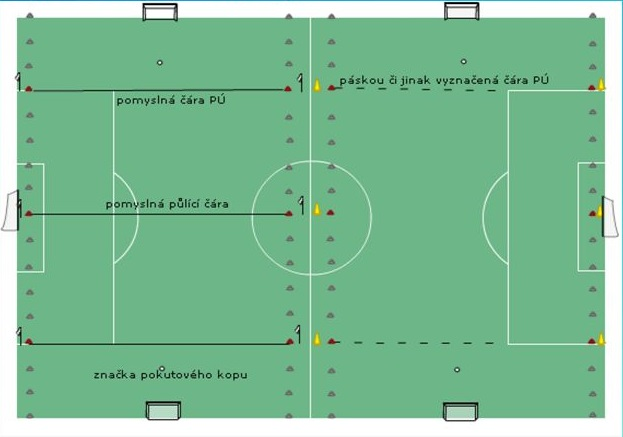 páskou či jinak vyznačená čára PÚ
pomyslná čára PÚ
pomyslná půlící čára
značka pokutového kopu